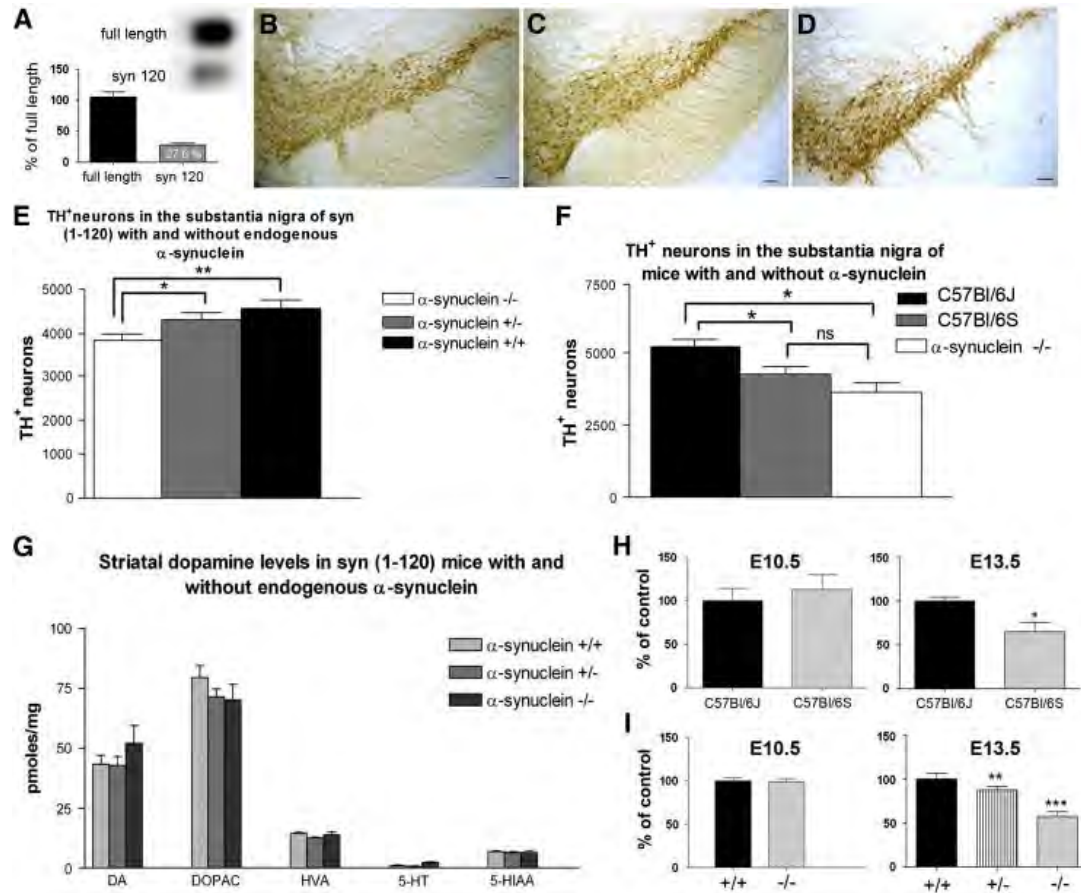 A
full length
syn 120
% of full length
150
100
50
0
27.6 %
full length
syn 120
B
C
D
E
TH+ neurons in the substantia nigra of syn
(1-120) with and without endogenous
α-synuclein
**
*
TH+ neurons
5000
4000
3000
2000
1000
0
α-synuclein -/-
α-synuclein +/-
α-synuclein +/+
F
TH+ neurons in the substantia nigra of
mice with and without α-synuclein
TH+ neurons
7500
5000
2500
0
*
*
ns
C57Bl/6J
C57Bl/6S
α-synuclein -/-
G
Striatal dopamine levels in syn (1-120) mice with and
without endogenous α-synuclein
pmoles/mg
100
75
50
25
0
α-synuclein +/+
α-synuclein +/-
α-synuclein -/-
DA
DOPAC
HVA
5-HT
5-HIAA
H
% of control
E10.5
150
100
50
0
C57Bl/6J
C57Bl/6S
E13.5
150
100
50
0
*
C57Bl/6J
C57Bl/6S
I
% of control
E10.5
150
100
50
0
+/+
-/-
E13.5
150
100
50
0
**
***
+/+
+/-
-/-